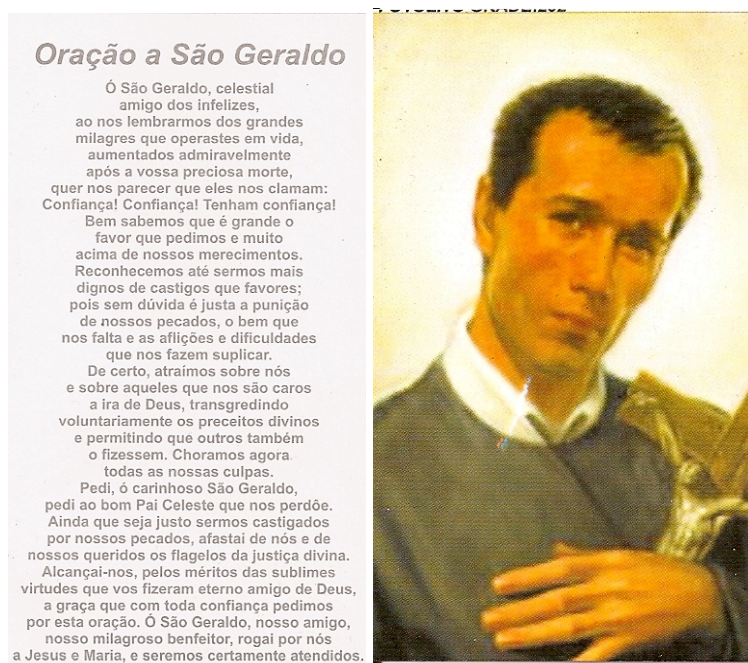 Oração a São Geraldo
Ó São Geraldo, celestial
amigo dos infelizes,
ao nos lembrarmos dos grandes
milagres que operastes em vida,
aumentados admiravelmente
após a vossa preciosa morte,
quer nos parecer que eles nos clamam:
Confiança! Confiança! Tenham confiança!
Bem sabemos que é grande o
favor que pedimos e muito
acima de nossos merecimentos.
Reconhecemos até sermos mais
dignos de castigos que favores;
pois sem dúvida é justa a punição
de nossos pecados, o bem que
nos falta e as aflições e dificuldades
que nos fazem suplicar.
De certo, atraímos sobre nós
e sobre aqueles que nos são caros
a ira de Deus, transgredindo
voluntariamente os preceitos divinos
e permitindo que outros também
o fizessem. Choramos agora
todas as nossas culpas.
Pedi, ó carinhoso São Geraldo,
pedi ao bom Pai Celeste que nos perdôe.
Ainda que seja justo sermos castigados
por nossos pecados, afastai de nós e de
nossos queridos os flagelos da justiça divina.
Alcançai-nos, pelos méritos das sublimes
virtudes que vos fizeram eterno amigo de Deus,
a graça que com toda confiança pedimos
por esta oração. Ó São Geraldo, nosso amigo,
nosso milagroso benfeitor, rogai por nós
a Jesus e Maria, e seremos certamente atendidos.